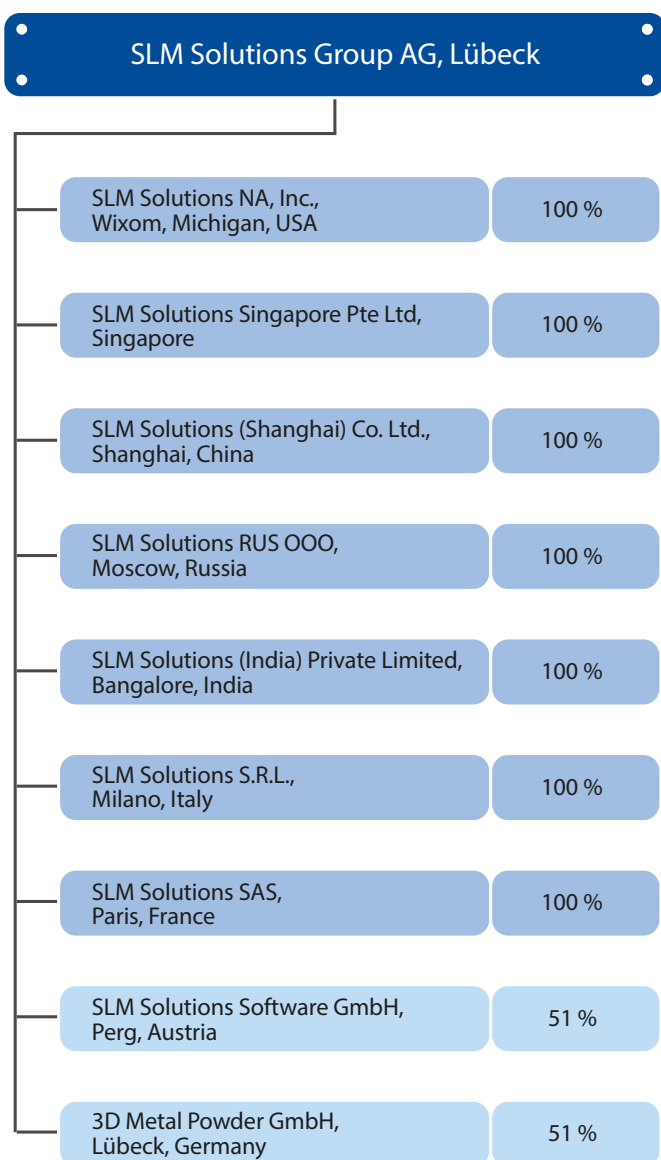 SLM Solutions Group AG, Lübeck
SLM Solutions NA, Inc.,
Wixom, Michigan, USA
100 %
SLM Solutions Singapore Pte Ltd,
Singapore
100 %
SLM Solutions (Shanghai) Co. Ltd.,
Shanghai, China
100 %
SLM Solutions RUS OOO,
Moscow, Russia
100 %
SLM Solutions (India) Private Limited,
Bangalore, India
100 %
SLM Solutions S.R.L.,
Milano, Italy
100 %
SLM Solutions SAS,
Paris, France
100 %
SLM Solutions Software GmbH,
Perg, Austria
51 %
3D Metal Powder GmbH,
Lübeck, Germany
51 %